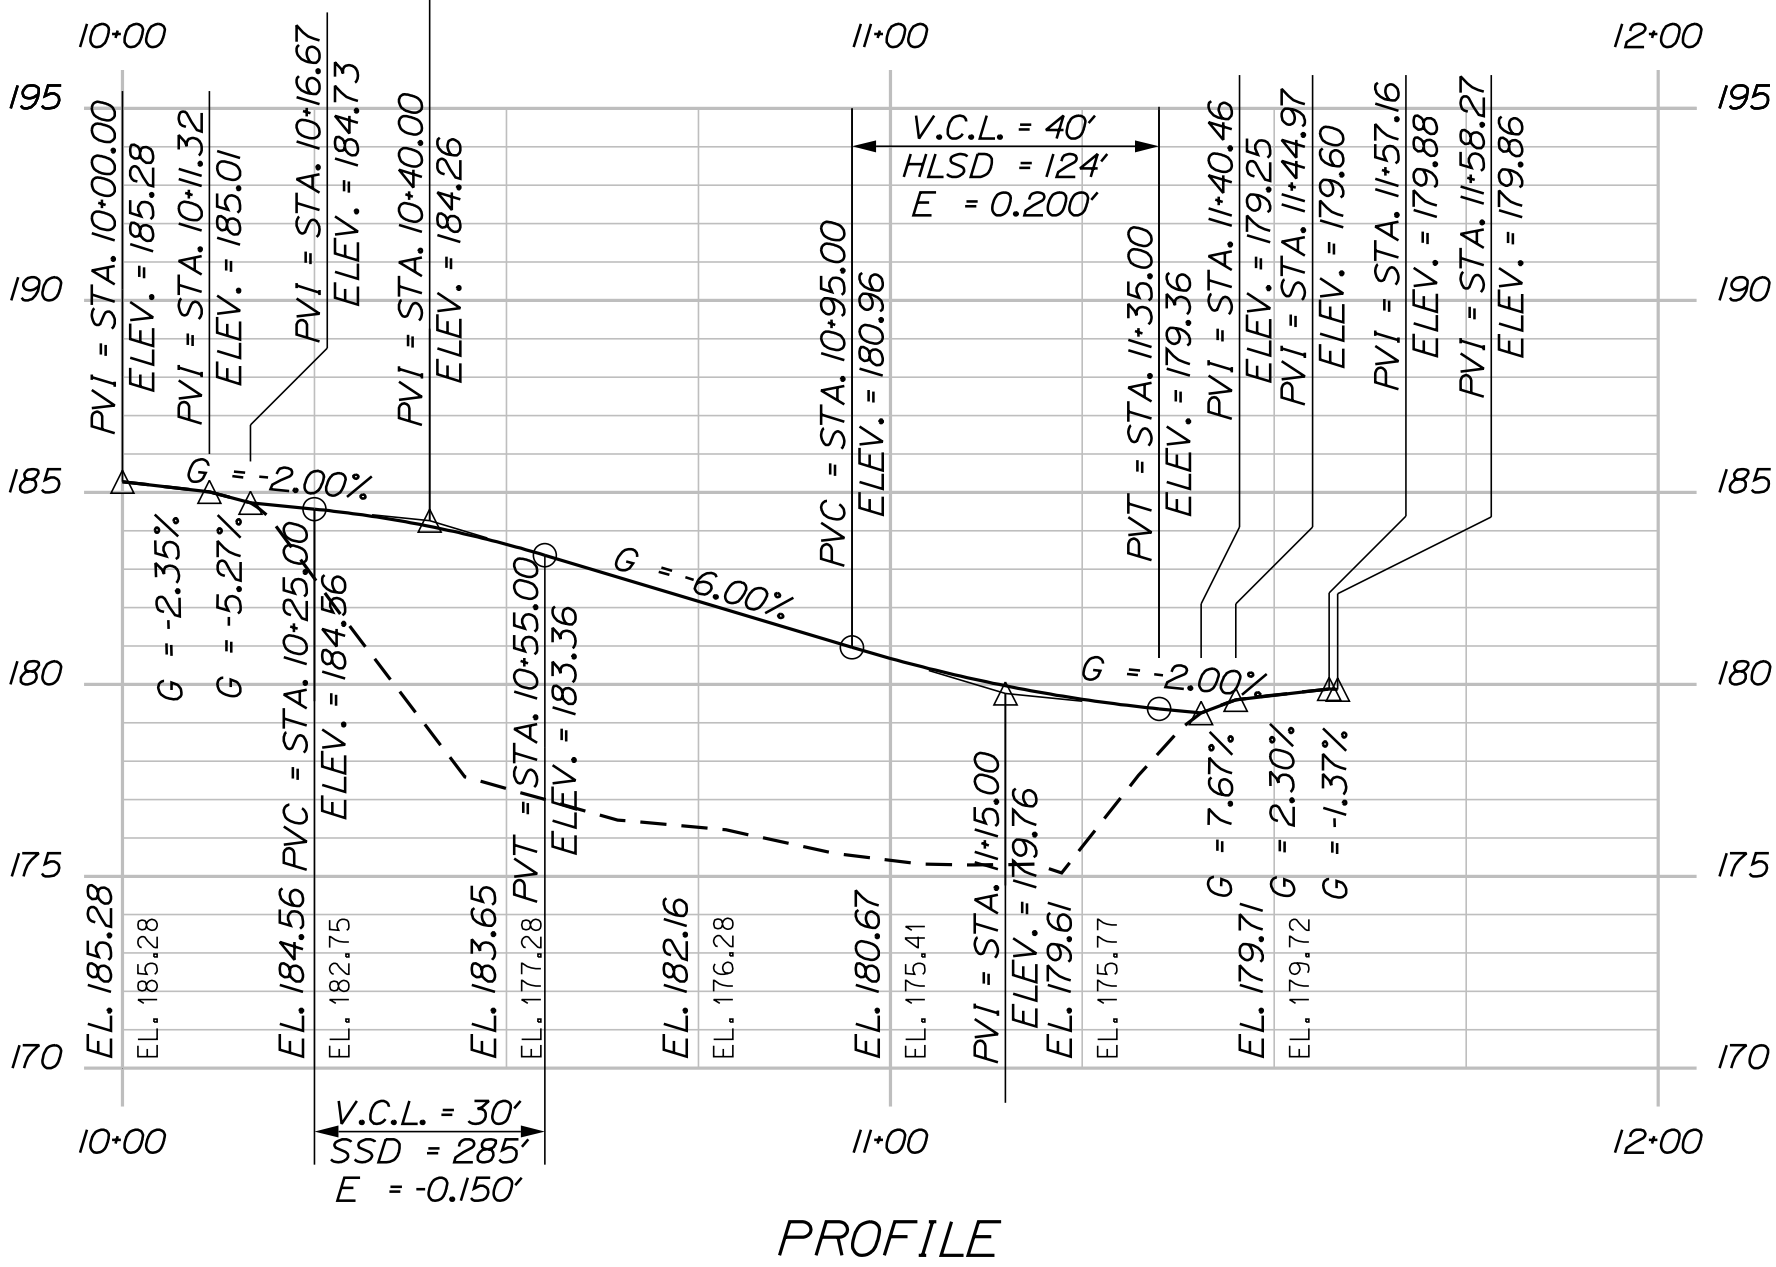 10+00
11+00
12+00
195
195
190
190
185
185
180
180
175
175
170
170
PVI = STA. 10+00.00
ELEV. = 185.28
PVI = STA. 10+11.32
ELEV. = 185.01
PVI = STA. 10+16.67
ELEV. = 184.73
PVI = STA. 10+40.00
ELEV. = 184.26
V.C.L. = 40'
HLSD = 124'
E = 0.200'
PVC = STA. 10+95.00
ELEV. = 180.96
PVT = STA. 11+35.00
ELEV. = 179.36
PVI = STA. 11+40.46
ELEV. = 179.25
PVI = STA. 11+44.97
ELEV. = 179.60
PVI = STA. 11+57.16
ELEV. = 179.88
PVI = STA. 11+58.27
ELEV. = 179.86
G = -2.00%
G = -2.35%
G = -5.27%
PVC = STA. 10+25.00
ELEV. = 184.56
PVT = STA. 10+55.00
ELEV. = 183.36
G = -6.00%
G = -2.00%
PVI = STA. 11+15.00
ELEV. = 179.76
G = 7.67%
G = 2.30%
G = -1.37%
EL. 185.28
EL. 185.28
EL. 184.56
EL. 182.75
EL. 183.65
EL. 177.28
EL. 182.16
EL. 176.28
EL. 180.67
EL. 175.41
EL. 179.61
EL. 175.77
EL. 179.71
EL. 179.72
V.C.L. = 30'
SSD = 285'
E = -0.150'
10+00
11+00
12+00
PROFILE